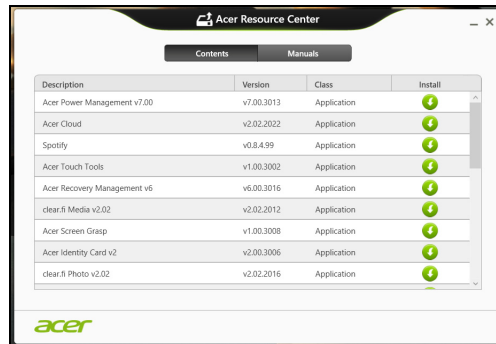 Acer Resource Center
Contents Manuals
Description Version Class Install
Acer Power Management v7.00 v7.00.3013 Application
Acer Cloud v2.02.2022 Application
Spotify v0.8.4.99 Application
Acer Touch Tools v1.00.3002 Application
Acer Recovery Management v6 v6.00.3016 Application
clear.fi Media v2.02 v2.02.2012 Application
Acer Screen Grasp v1.00.3008 Application
Acer Identity Card v2 v2.00.3006 Application
clear.fi Photo v2.02 v2.02.2016 Application
acer